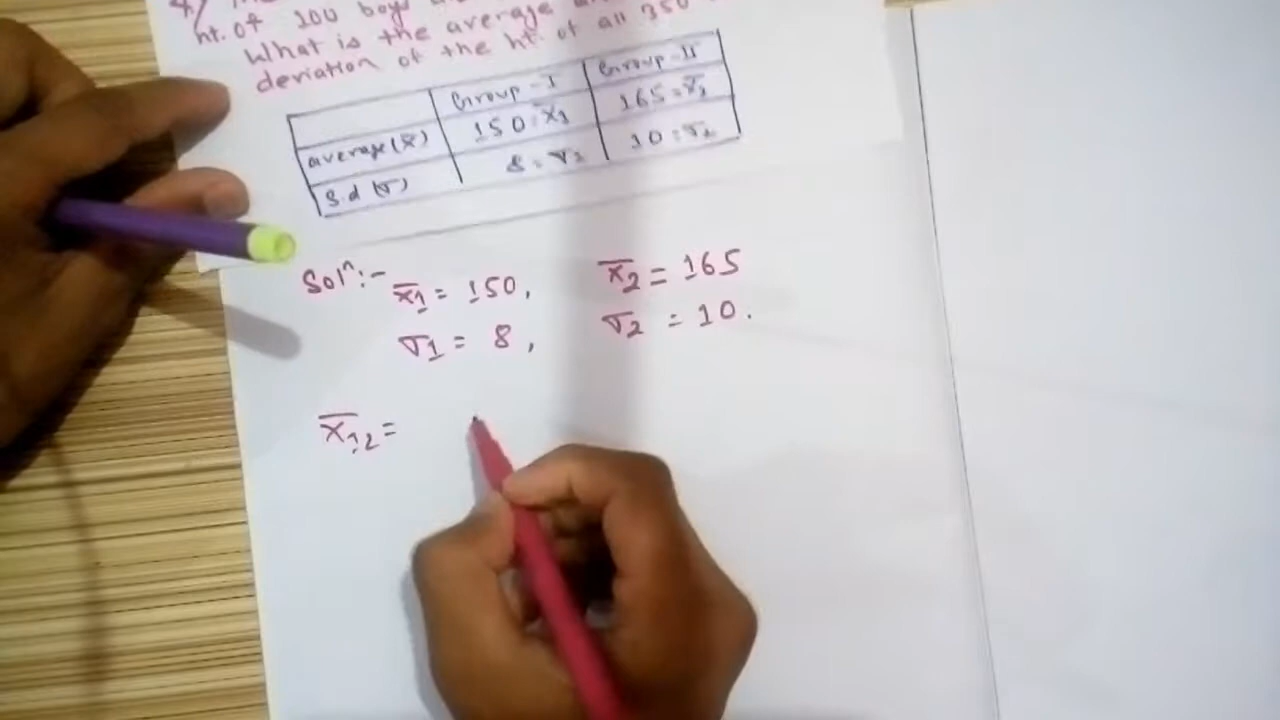 4)
ht. of 100 boys
What is the average
deviation of the ht. of all 350
Group - I Group - II
average (x̄) 150 = x̄1 165 = x̄2
s.d (σ) 8 = σ1 10 = σ2
Solⁿ:- x̄1 = 150, x̄2 = 165
σ1 = 8, σ2 = 10.
x̄12 =